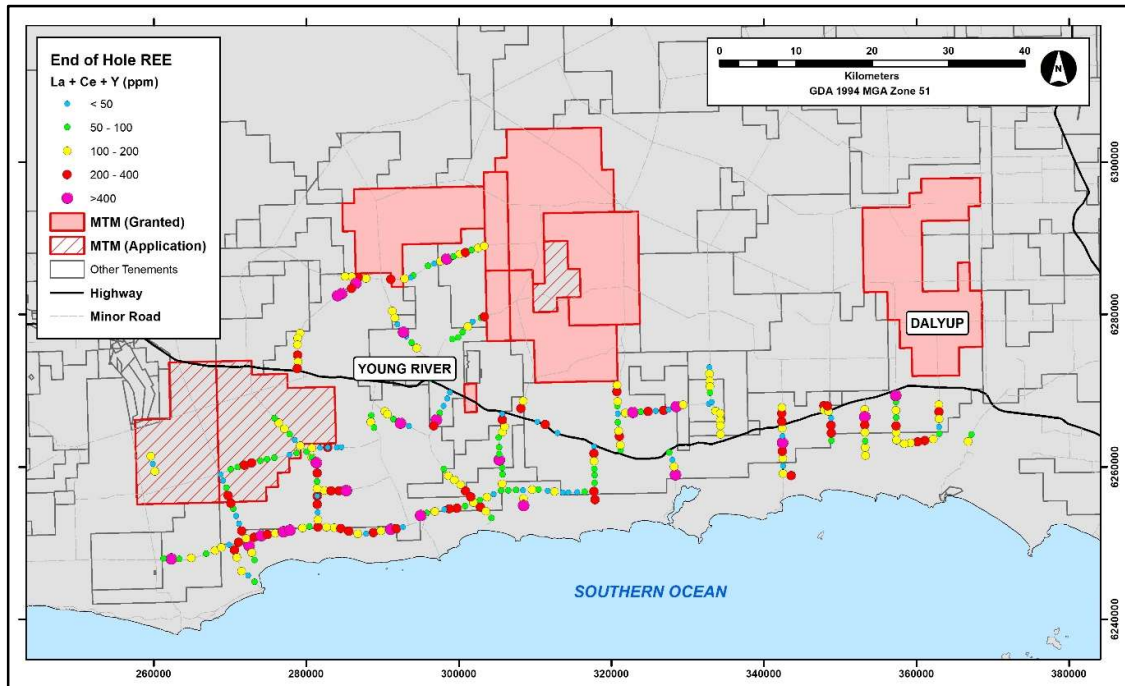 End of Hole REE
La + Ce + Y (ppm)
< 50
50 - 100
100 - 200
200 - 400
>400
MTM (Granted)
MTM (Application)
Other Tenements
Highway
Minor Road
0 10 20 30 40
Kilometers
GDA 1994 MGA Zone 51
N
6300000
6280000
DALYUP
YOUNG RIVER
6260000
SOUTHERN OCEAN
6240000
260000 280000 300000 320000 340000 360000 380000